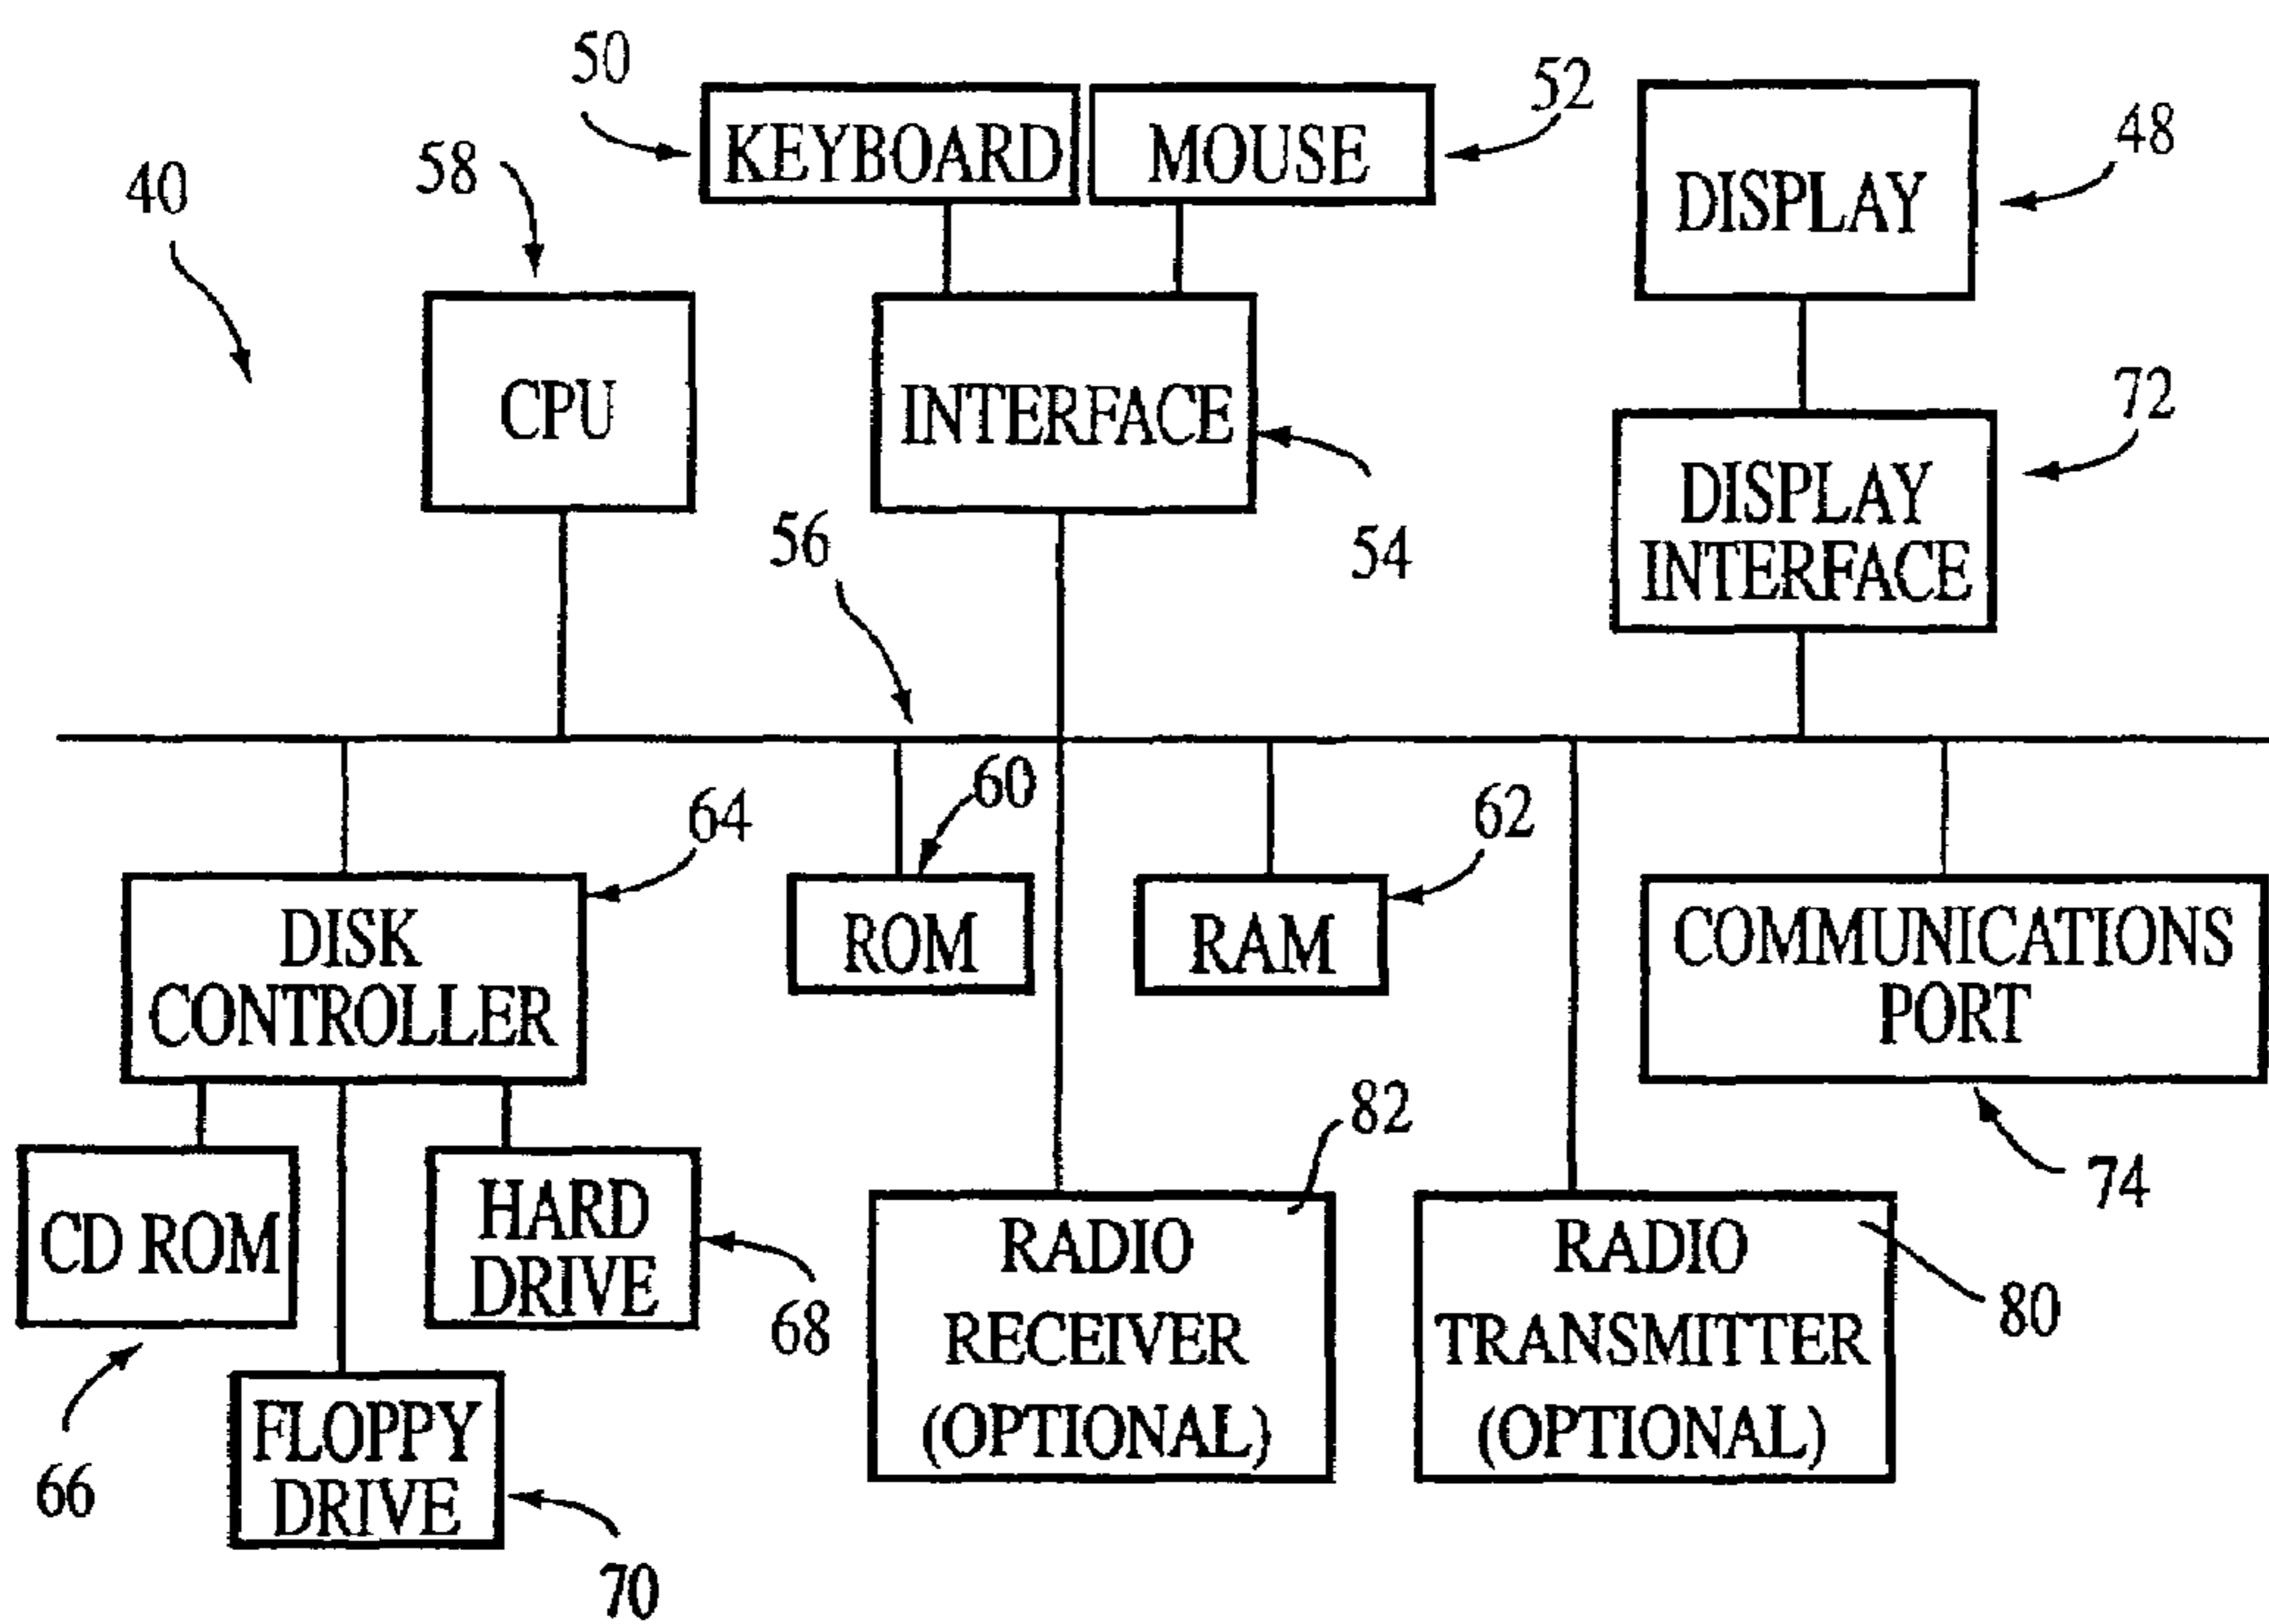 50
KEYBOARD
MOUSE
52
DISPLAY
48
40
58
CPU
INTERFACE
54
72
DISPLAY
INTERFACE
56
64
60
62
DISK
CONTROLLER
ROM
RAM
COMMUNICATIONS
PORT
74
CD ROM
66
HARD
DRIVE
68
FLOPPY
DRIVE
70
82
RADIO
RECEIVER
(OPTIONAL)
RADIO
TRANSMITTER
(OPTIONAL)
80